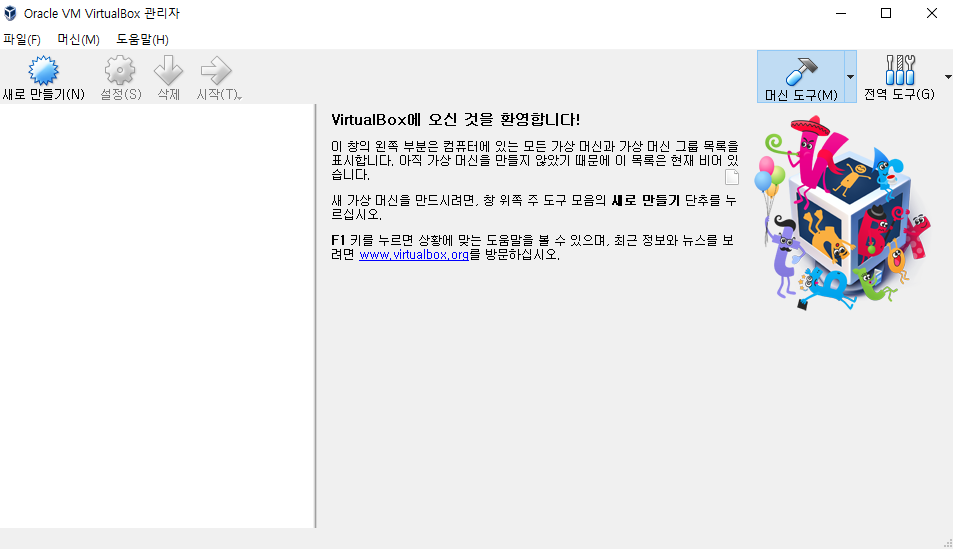 Oracle VM VirtualBox 관리자
파일(F) 머신(M) 도움말(H)
새로 만들기(N) 설정(S) 삭제 시작(T) 머신 도구(M) 전역 도구(G)
VirtualBox에 오신 것을 환영합니다!
이 창의 왼쪽 부분은 컴퓨터에 있는 모든 가상 머신과 가상 머신 그룹 목록을
표시합니다. 아직 가상 머신을 만들지 않았기 때문에 이 목록은 현재 비어 있
습니다.
새 가상 머신을 만드시려면, 창 위쪽 주 도구 모음의 새로 만들기 단추를 누
르십시오.
F1 키를 누르면 상황에 맞는 도움말을 볼 수 있으며, 최근 정보와 뉴스를 보
려면 www.virtualbox.org를 방문하십시오.